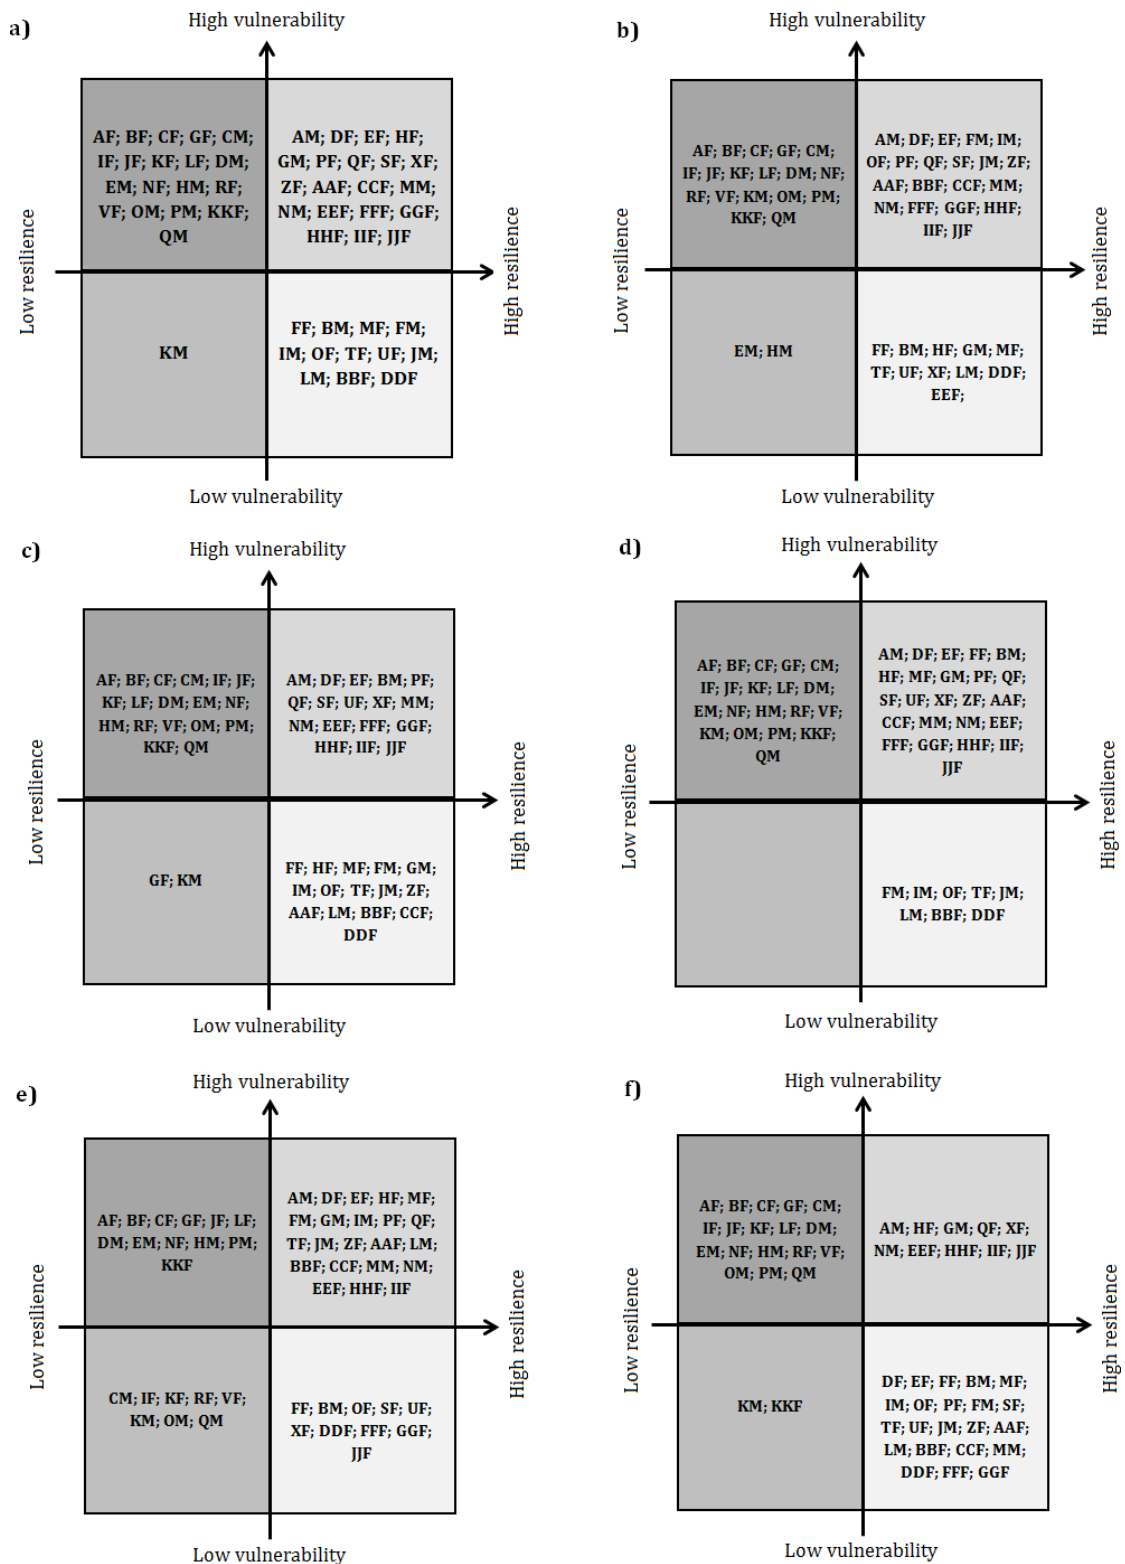 a)
High vulnerability
AF; BF; CF; GF; CM;
IF; JF; KF; LF; DM;
EM; NF; HM; RF;
VF; OM; PM; KKF;
QM
AM; DF; EF; HF;
GM; PF; QF; SF; XF;
ZF; AAF; CCF; MM;
NM; EEF; FFF; GGF;
HHF; IIF; JJF
Low resilience
High resilience
KM
FF; BM; MF; FM;
IM; OF; TF; UF; JM;
LM; BBF; DDF
Low vulnerability
b)
High vulnerability
AF; BF; CF; GF; CM;
IF; JF; KF; LF; DM; NF;
RF; VF; KM; OM; PM;
KKF; QM
AM; DF; EF; FM; IM;
OF; PF; QF; SF; JM; ZF;
AAF; BBF; CCF; MM;
NM; FFF; GGF; HHF;
IIF; JJF
Low resilience
High resilience
EM; HM
FF; BM; HF; GM; MF;
TF; UF; XF; LM; DDF;
EEF;
Low vulnerability
c)
High vulnerability
AF; BF; CF; CM; IF; JF;
KF; LF; DM; EM; NF;
HM; RF; VF; OM; PM;
KKF; QM
AM; DF; EF; BM; PF;
QF; SF; UF; XF; MM;
NM; EEF; FFF; GGF;
HHF; IIF; JJF
Low resilience
High resilience
GF; KM
FF; HF; MF; FM; GM;
IM; OF; TF; JM; ZF;
AAF; LM; BBF; CCF;
DDF
Low vulnerability
d)
High vulnerability
AF; BF; CF; GF; CM;
IF; JF; KF; LF; DM;
EM; NF; HM; RF; VF;
KM; OM; PM; KKF;
QM
AM; DF; EF; FF; BM;
HF; MF; GM; PF; QF;
SF; UF; XF; ZF; AAF;
CCF; MM; NM; EEF;
FFF; GGF; HHF; IIF;
JJF
Low resilience
High resilience
FM; IM; OF; TF; JM;
LM; BBF; DDF
Low vulnerability
e)
High vulnerability
AF; BF; CF; GF; JF; LF;
DM; EM; NF; HM; PM;
KKF
AM; DF; EF; HF; MF;
FM; GM; IM; PF; QF;
TF; JM; ZF; AAF; LM;
BBF; CCF; MM; NM;
EEF; HHF; IIF
Low resilience
High resilience
CM; IF; KF; RF; VF;
KM; OM; QM
FF; BM; OF; SF; UF;
XF; DDF; FFF; GGF;
JJF
Low vulnerability
f)
High vulnerability
AF; BF; CF; GF; CM;
IF; JF; KF; LF; DM;
EM; NF; HM; RF; VF;
OM; PM; QM
AM; HF; GM; QF; XF;
NM; EEF; HHF; IIF; JJF
Low resilience
High resilience
KM; KKF
DF; EF; FF; BM; MF;
IM; OF; PF; FM; SF;
TF; UF; JM; ZF; AAF;
LM; BBF; CCF; MM;
DDF; FFF; GGF
Low vulnerability